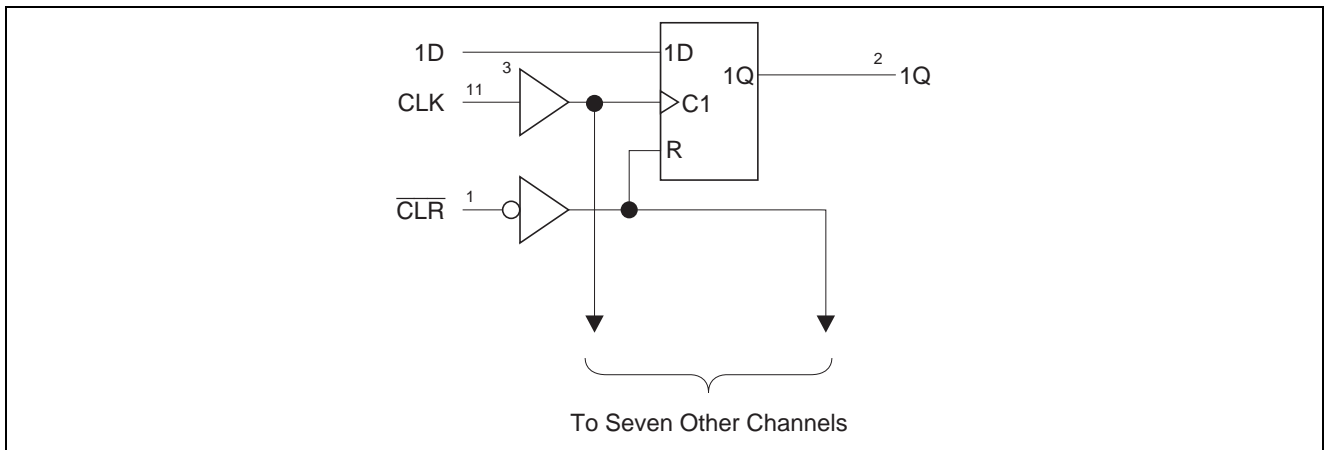 1D
3
CLK 11
CLR 1
1D
1Q
C1
R
2
1Q
To Seven Other Channels